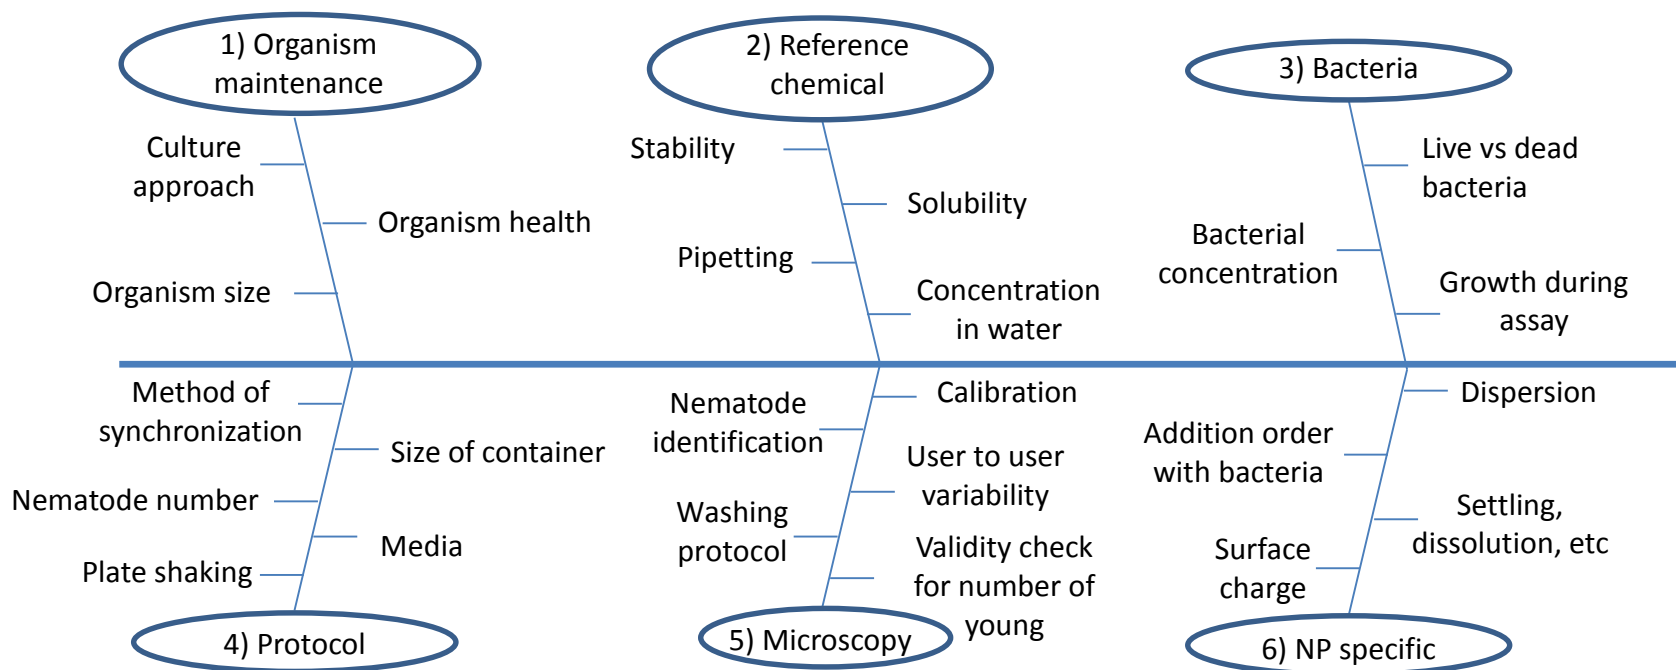 1) Organism
maintenance
2) Reference
chemical
3) Bacteria
Culture
approach
Organism health
Organism size
Stability
Solubility
Pipetting
Concentration
in water
Live vs dead
bacteria
Bacterial
concentration
Growth during
assay
Method of
synchronization
Size of container
Nematode number
Media
Plate shaking
4) Protocol
Calibration
Nematode
identification
User to user
variability
Washing
protocol
Validity check
for number of
young
5) Microscopy
Dispersion
Addition order
with bacteria
Settling,
dissolution, etc
Surface
charge
6) NP specific